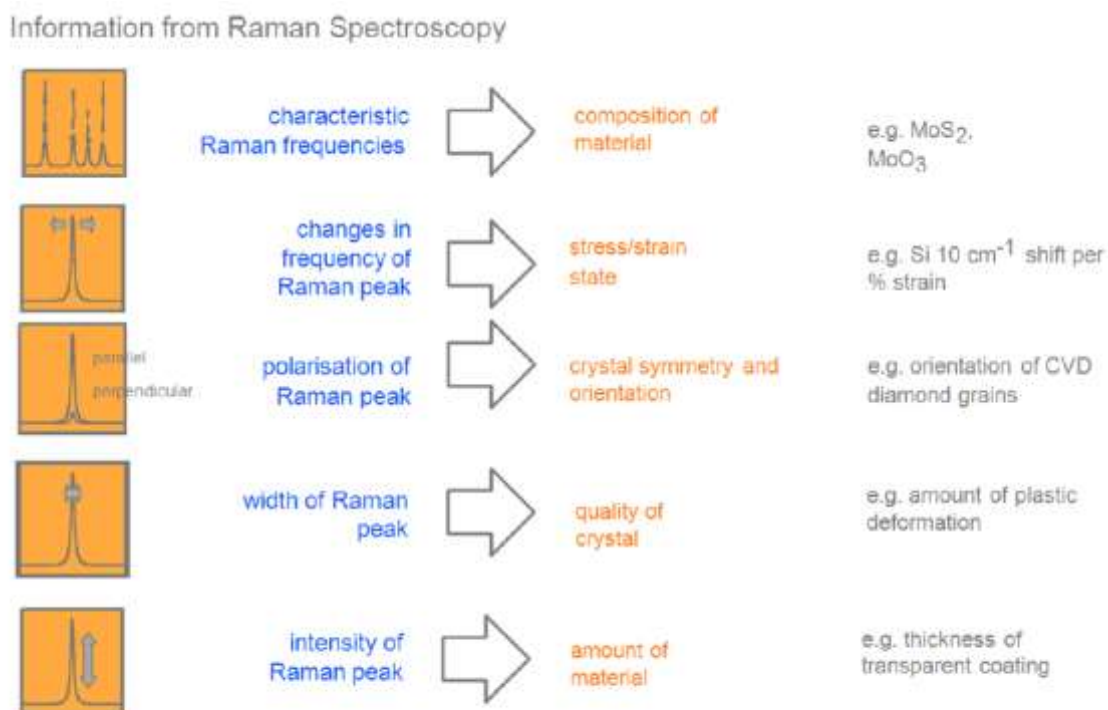 Information from Raman Spectroscopy
characteristic
Raman frequencies
composition of
material
e.g. MoS2,
MoO3
changes in
frequency of
Raman peak
stress/strain
state
e.g. Si 10 cm-1 shift per
% strain
parallel
perpendicular
polarisation of
Raman peak
crystal symmetry and
orientation
e.g. orientation of CVD
diamond grains
width of Raman
peak
quality of
crystal
e.g. amount of plastic
deformation
intensity of
Raman peak
amount of
material
e.g. thickness of
transparent coating